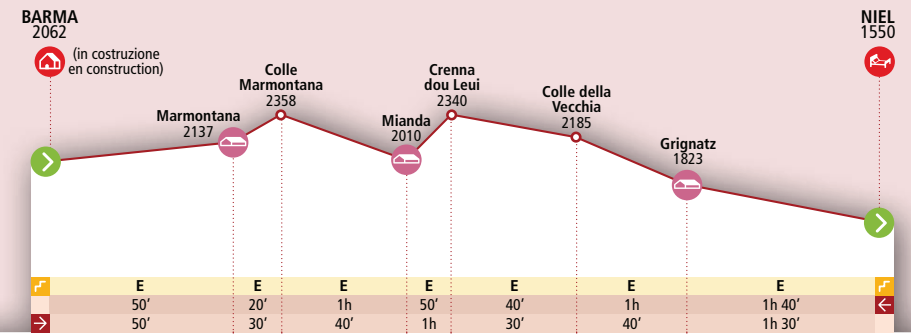 BARMA
2062
(in costruzione
en construction)
NIEL
1550
Marmontana
2137
Colle
Marmontana
2358
Mianda
2010
Crenna
dou Leui
2340
Colle della
Vecchia
2185
Grignatz
1823
E E E E E E E
50’ 20’ 1h 50’ 40’ 1h 1h 40’
50’ 30’ 40’ 1h 30’ 40’ 1h 30’